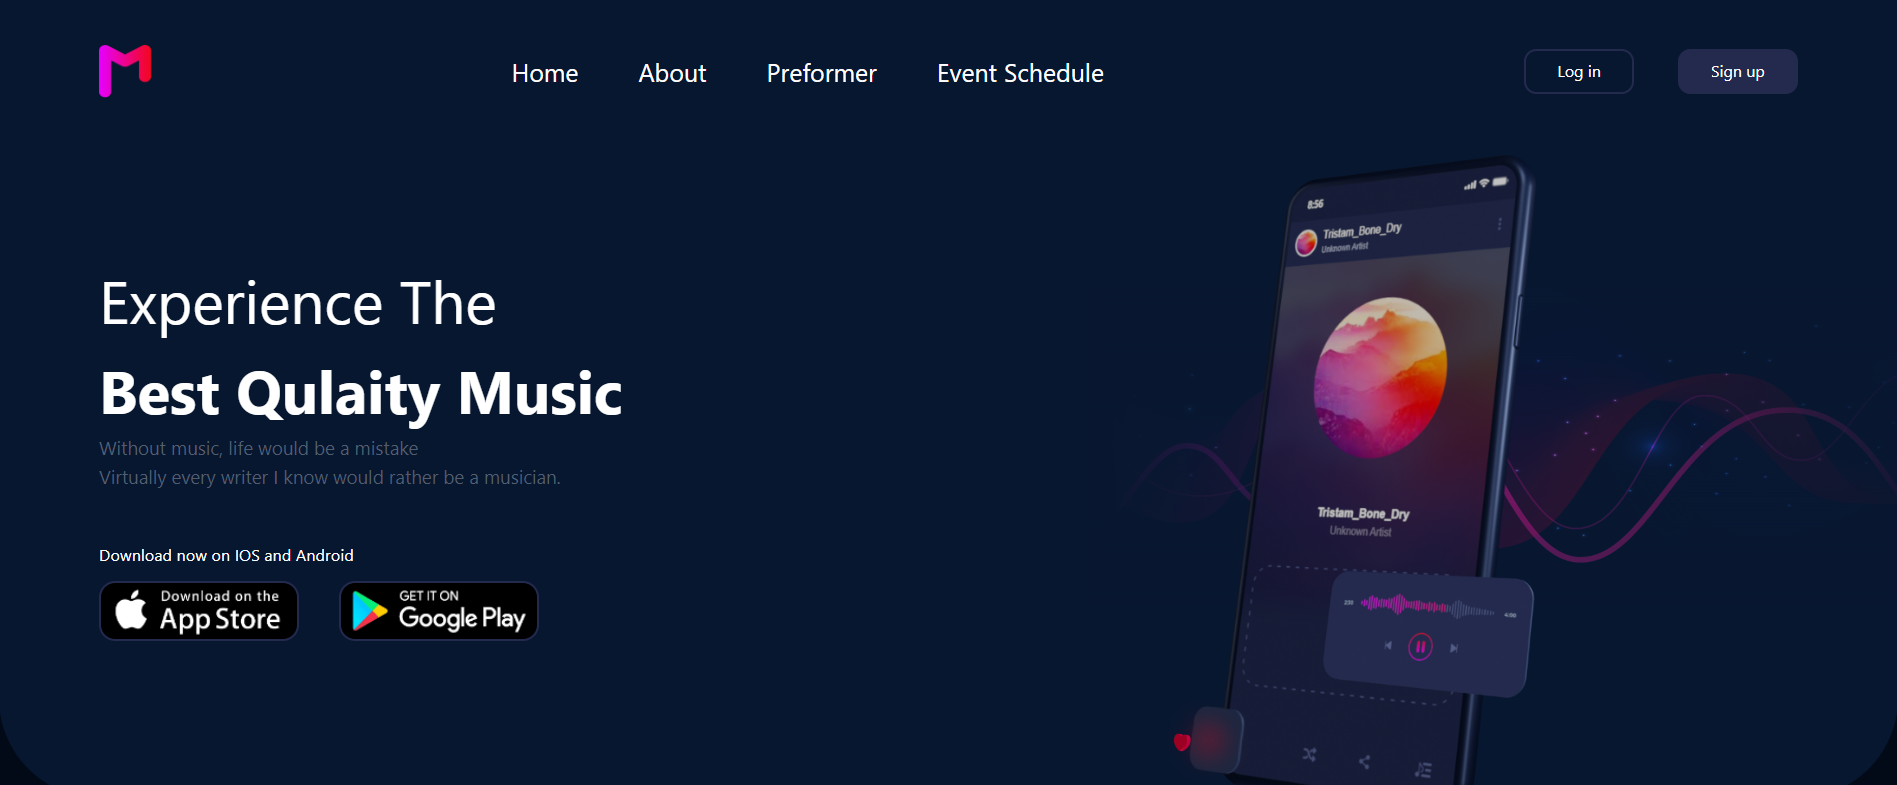 Home About Preformer Event Schedule Log in Sign up
Experience The
Best Qulaity Music
Without music, life would be a mistake
Virtually every writer I know would rather be a musician.
Download now on IOS and Android
Download on the
App Store
GET IT ON
Google Play
8:56
Tristam_Bone_Dry
Unknown Artist
Tristam_Bone_Dry
Unknown Artist
4:00